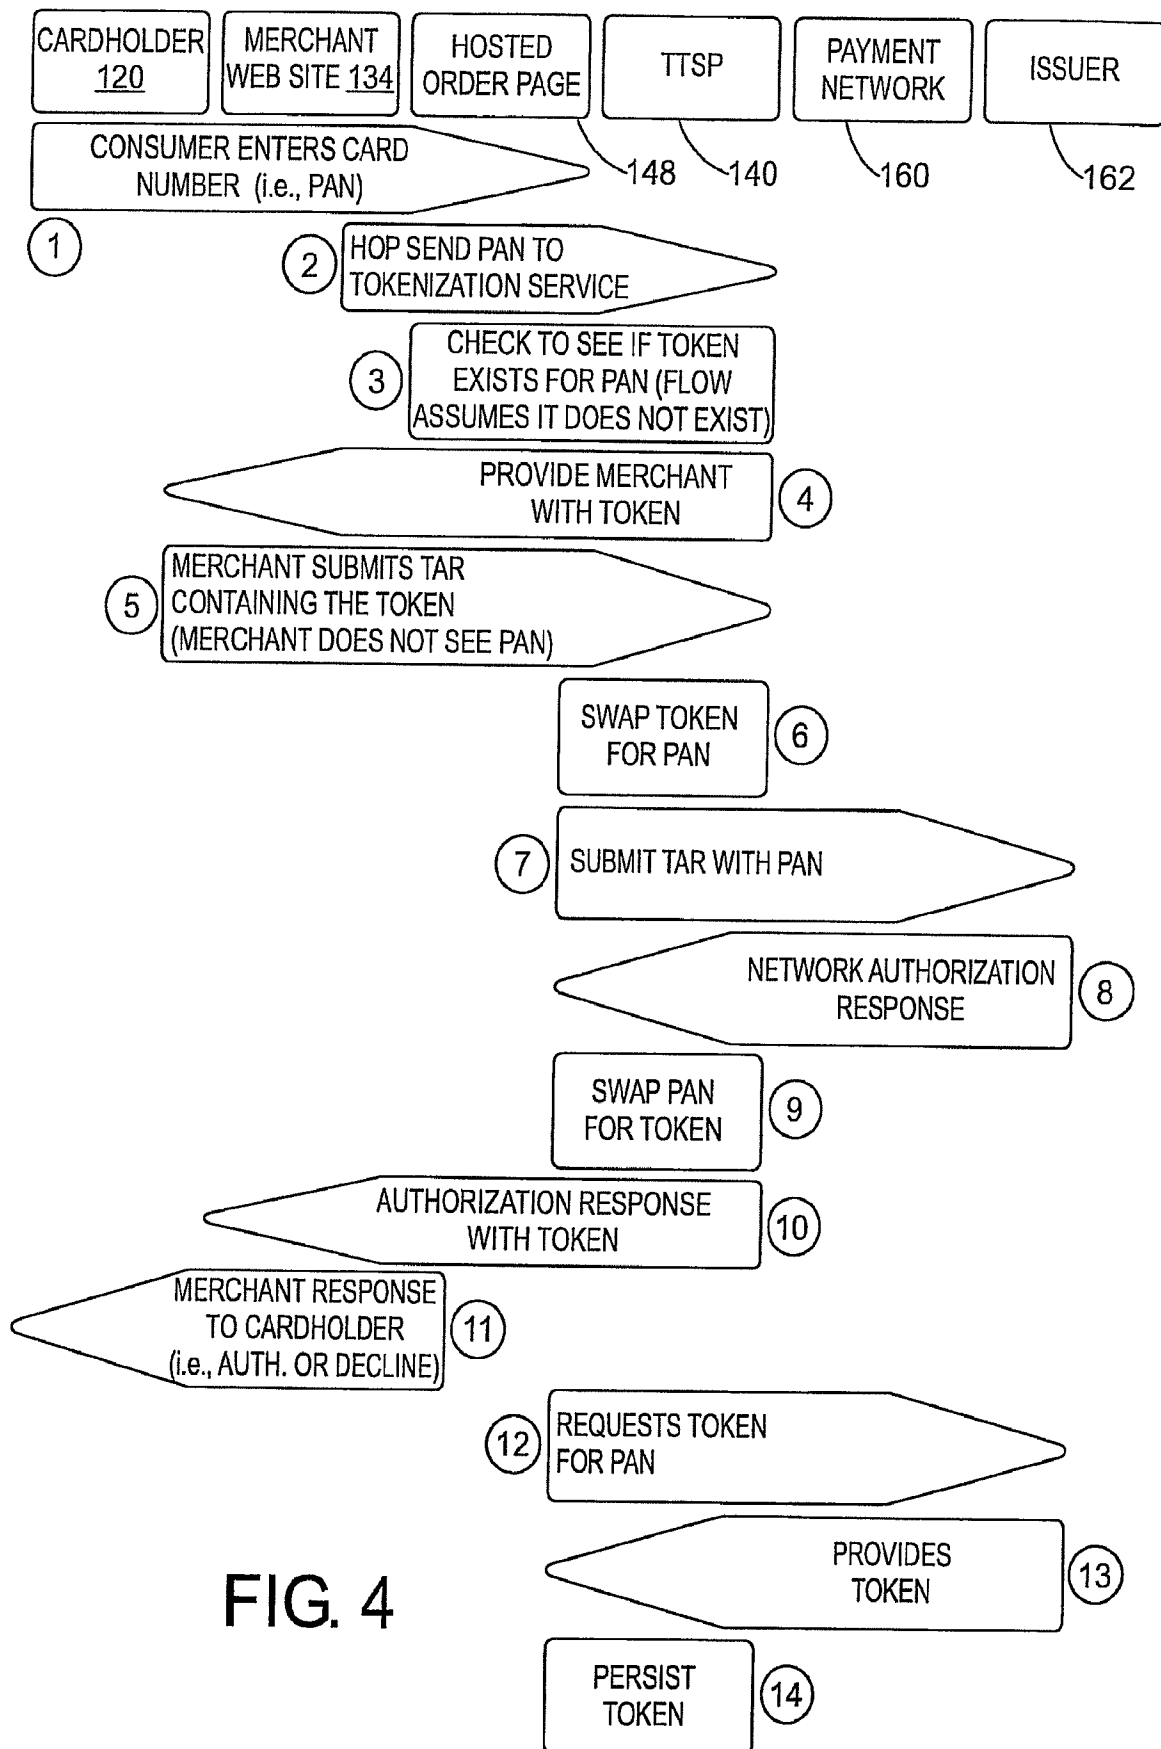 CARDHOLDER
120
MERCHANT
WEB SITE 134
HOSTED
ORDER PAGE
TTSP
PAYMENT
NETWORK
ISSUER
148
140
160
162
CONSUMER ENTERS CARD
NUMBER (i.e., PAN)
1
2
HOP SEND PAN TO
TOKENIZATION SERVICE
3
CHECK TO SEE IF TOKEN
EXISTS FOR PAN (FLOW
ASSUMES IT DOES NOT EXIST)
PROVIDE MERCHANT
WITH TOKEN
4
5
MERCHANT SUBMITS TAR
CONTAINING THE TOKEN
(MERCHANT DOES NOT SEE PAN)
SWAP TOKEN
FOR PAN
6
7
SUBMIT TAR WITH PAN
NETWORK AUTHORIZATION
RESPONSE
8
SWAP PAN
FOR TOKEN
9
AUTHORIZATION RESPONSE
WITH TOKEN
10
MERCHANT RESPONSE
TO CARDHOLDER
(i.e., AUTH. OR DECLINE)
11
12
REQUESTS TOKEN
FOR PAN
PROVIDES
TOKEN
13
FIG. 4
PERSIST
TOKEN
14